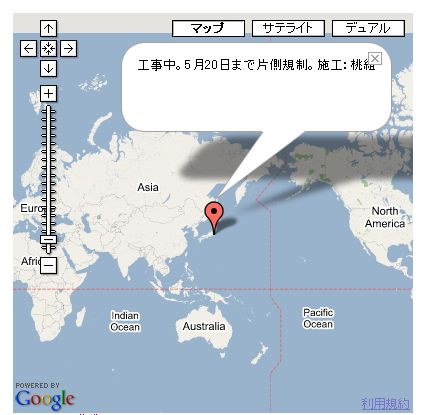 マップ サテライト デュアル
工事中。5月20日まで片側規制。施工：桃組
Asia
Europ
North
America
Afric
Indian
Ocean
Pacific
Ocean
Australia
POWERED BY
Google
利用規約